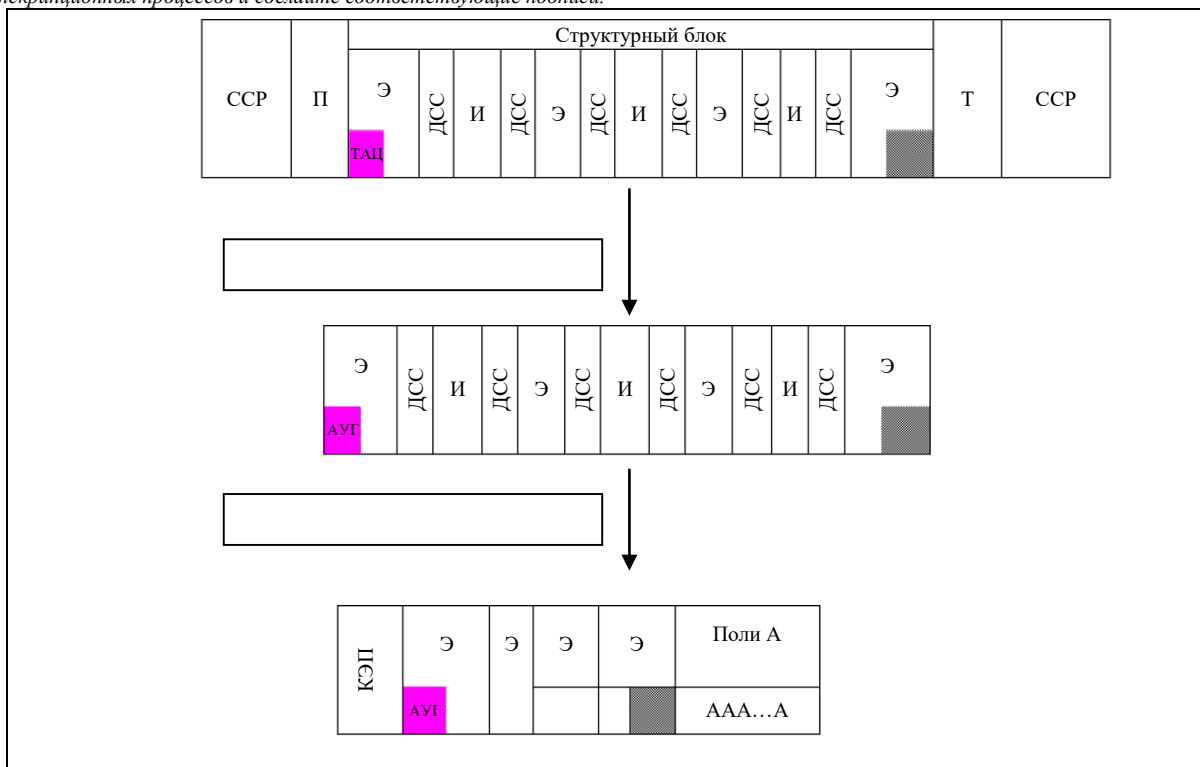 нскрипционных процессов и сделайте соответствующие подписи.
Структурный блок
ССР П Э ДСС И ДСС Э ДСС И ДСС Э ДСС И ДСС Э Т ССР
ТАЦ
Э ДСС И ДСС Э ДСС И ДСС Э ДСС И ДСС Э
АУГ
КЭП Э Э Э Э Поли А
АУГ ААА…А